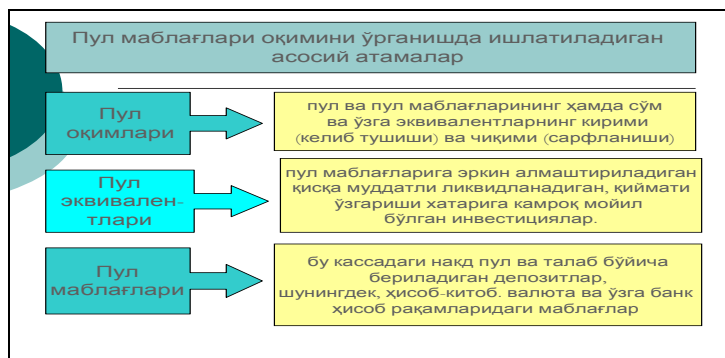 Пул маблағлари оқимини ўрганишда ишлатиладиган
асосий атамалар
Пул
оқимлари
пул ва пул маблағларининг ҳамда сўм
ва ўзга эквивалентларнинг кирими
(келиб тушиши) ва чиқими (сарфланиши)
Пул
эквивален-
тлари
пул маблағларига эркин алмаштириладиган
қисқа муддатли ликвидланадиган, қиймати
ўзгариши хатарига камроқ мойил
бўлган инвестициялар.
Пул
маблағлари
бу кассадаги накд пул ва талаб бўйича
бериладиган депозитлар,
шунингдек, ҳисоб-китоб. валюта ва ўзга банк
ҳисоб рақамларидаги маблағлар